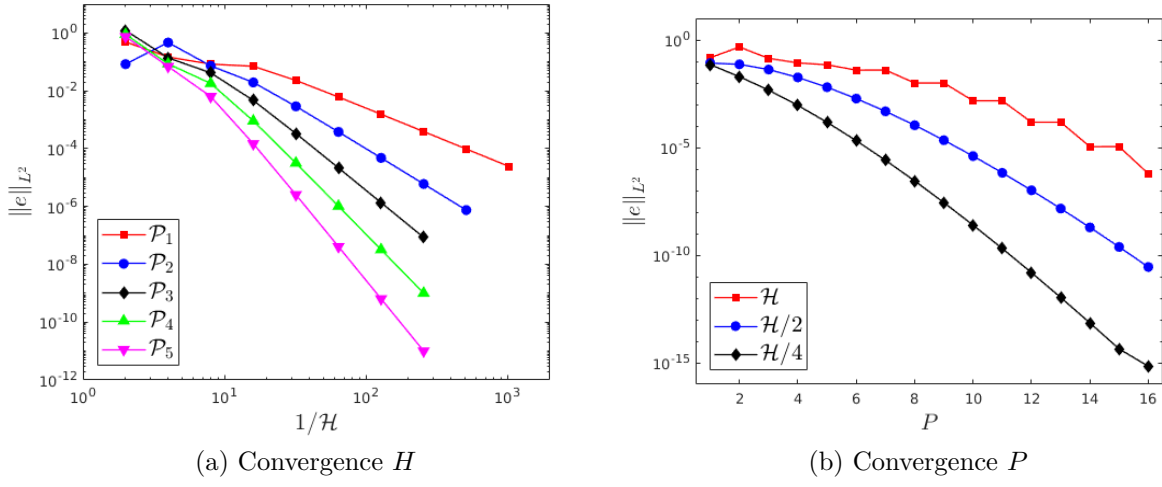 10^0
10^-2
10^-4
10^-6
10^-8
10^-10
10^-12
||e||_{L^2}
P_1
P_2
P_3
P_4
P_5
10^0 10^1 10^2 10^3
1/H
(a) Convergence H
10^0
10^-5
10^-10
10^-15
||e||_{L^2}
H
H/2
H/4
2 4 6 8 10 12 14 16
P
(b) Convergence P